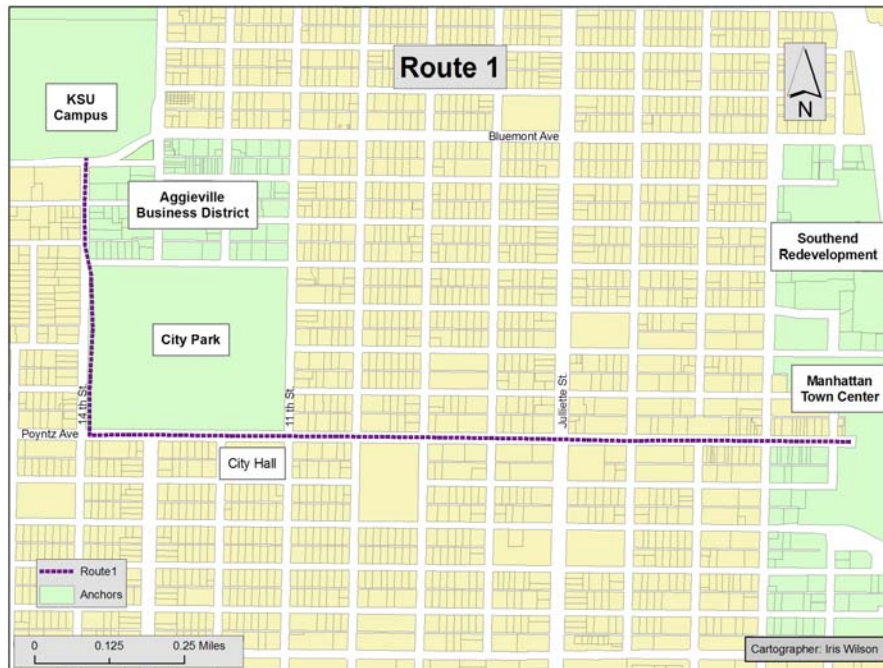 Route 1
KSU
Campus
N
Bluemont Ave
Aggieville
Business District
Southend
Redevelopment
City Park
Manhattan
Town Center
14 th St.
11 th St.
Julliette St.
Poyntz Ave
City Hall
Route1
Anchors
0 0.125 0.25 Miles
Cartographer: Iris Wilson